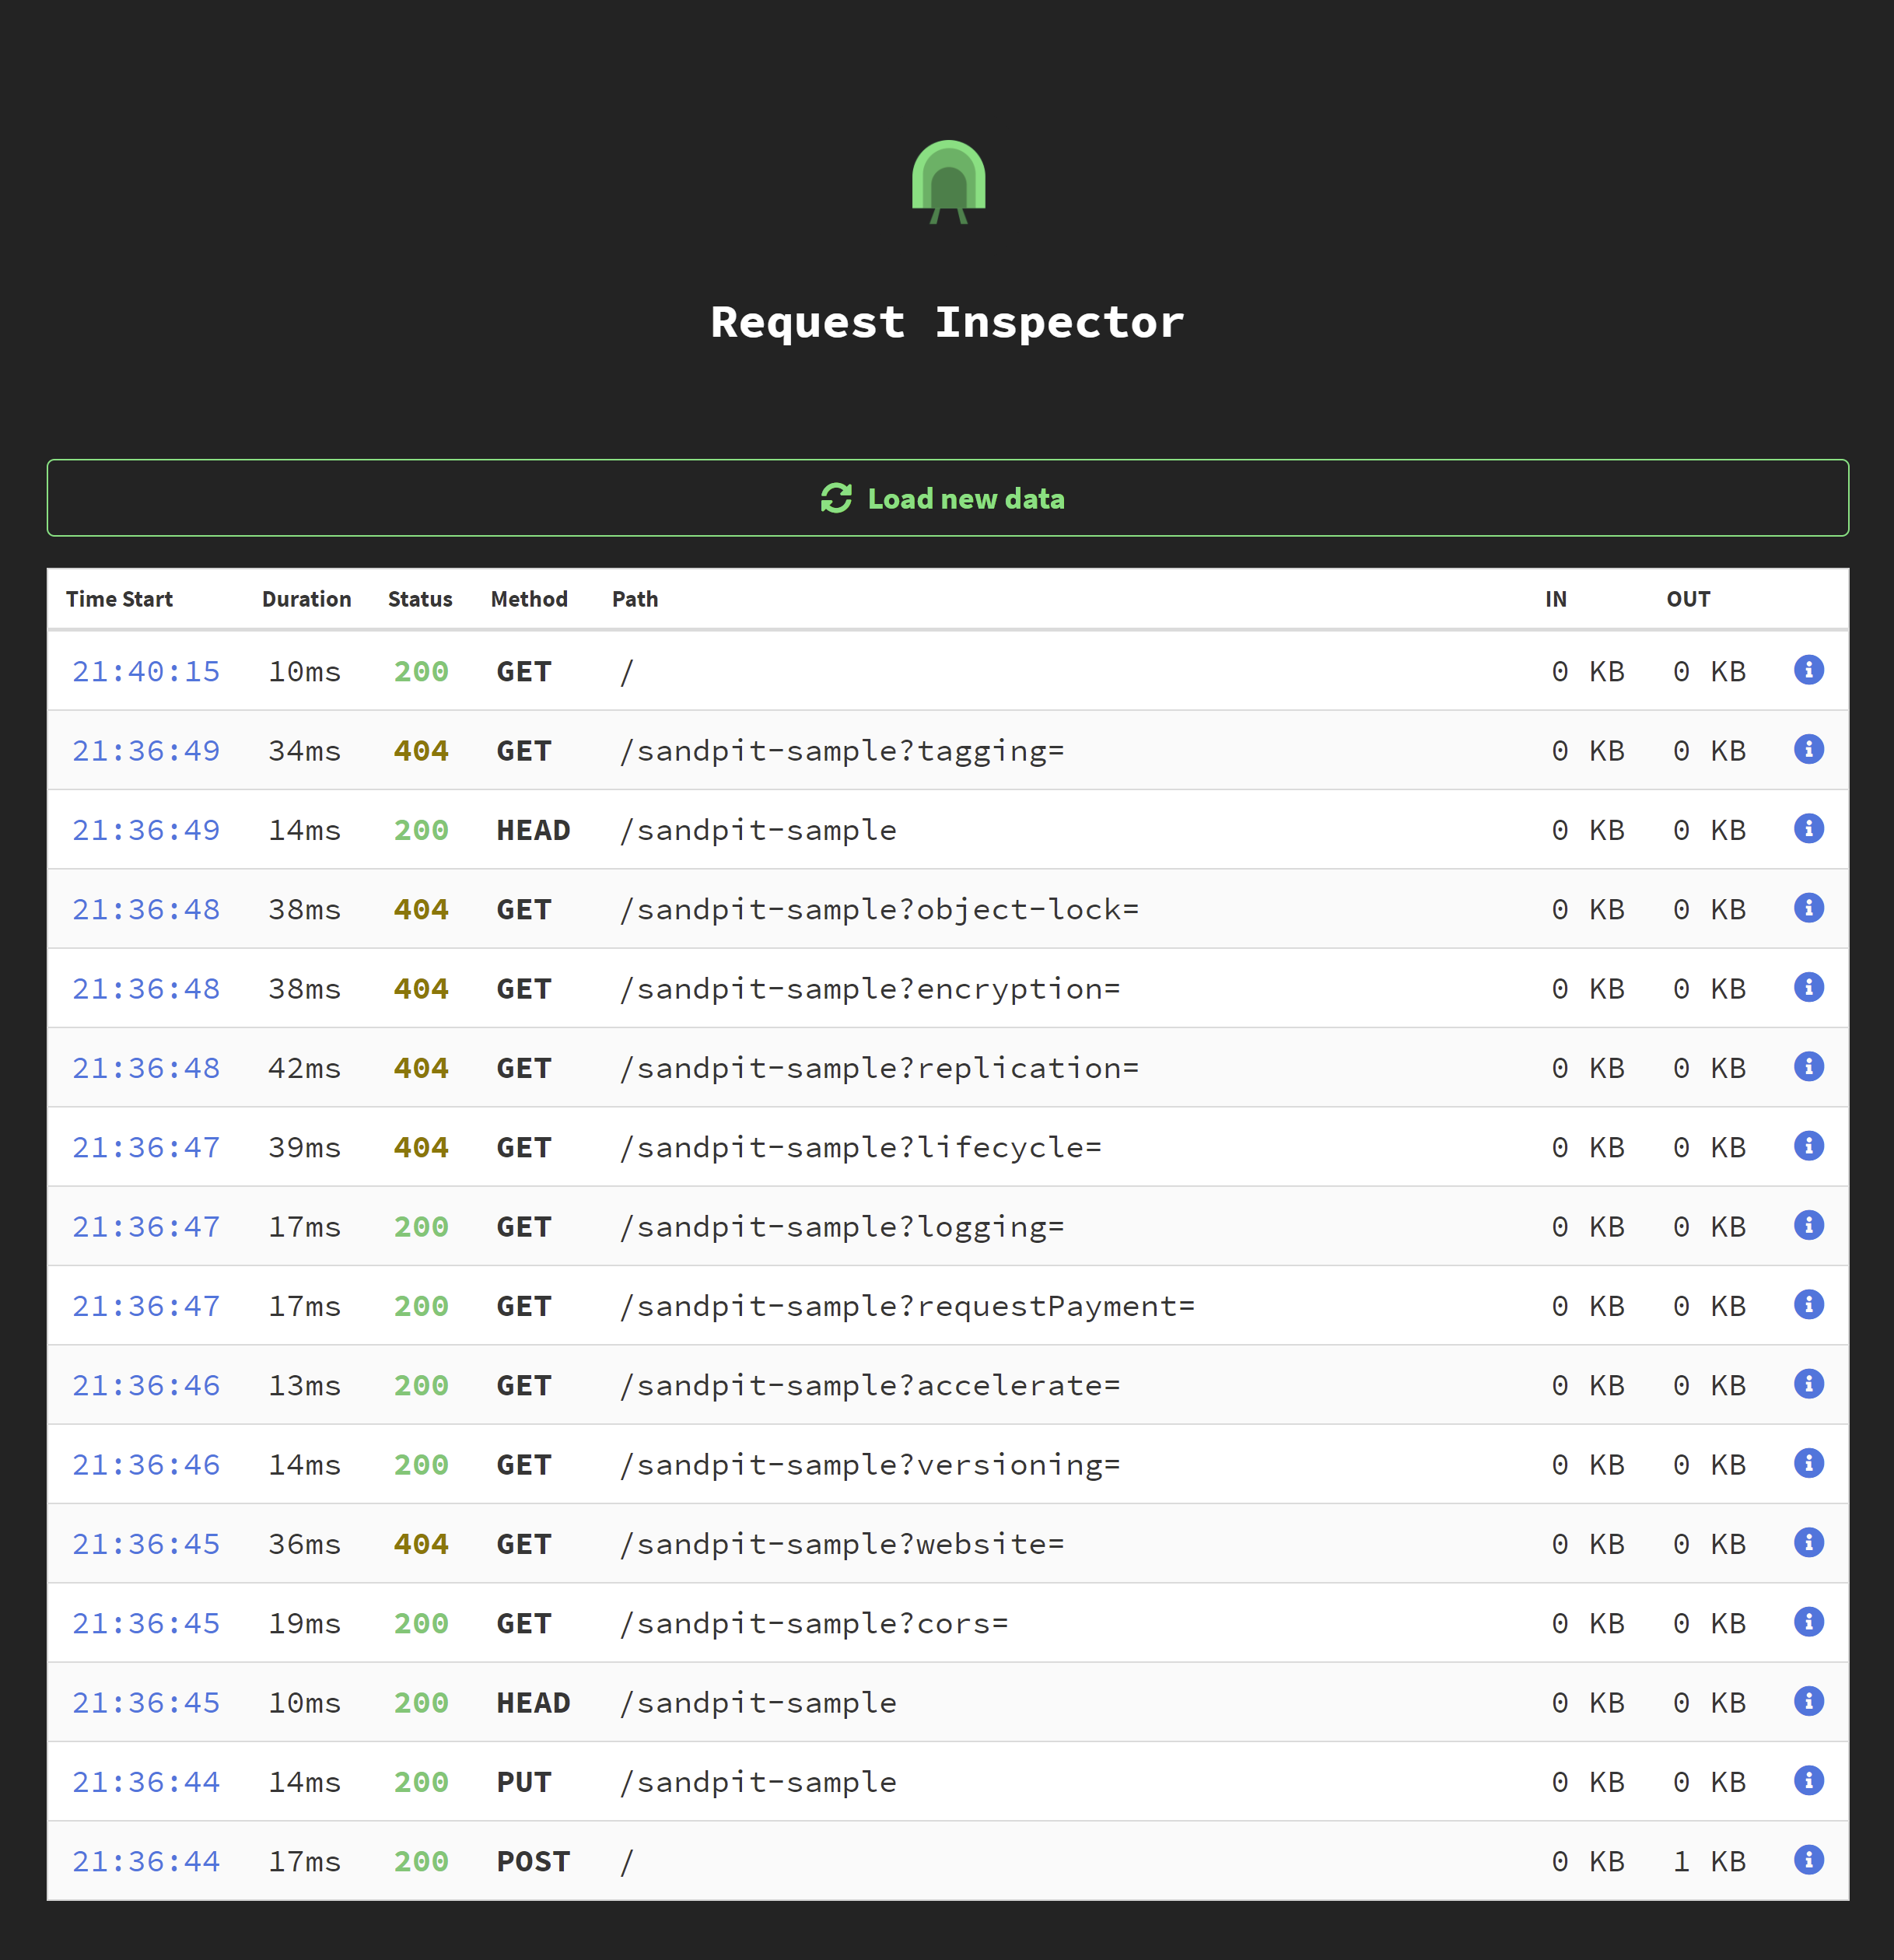 Request Inspector
Load new data
Time Start Duration Status Method Path IN OUT
21:40:15 10ms 200 GET / 0 KB 0 KB
21:36:49 34ms 404 GET /sandpit-sample?tagging= 0 KB 0 KB
21:36:49 14ms 200 HEAD /sandpit-sample 0 KB 0 KB
21:36:48 38ms 404 GET /sandpit-sample?object-lock= 0 KB 0 KB
21:36:48 38ms 404 GET /sandpit-sample?encryption= 0 KB 0 KB
21:36:48 42ms 404 GET /sandpit-sample?replication= 0 KB 0 KB
21:36:47 39ms 404 GET /sandpit-sample?lifecycle= 0 KB 0 KB
21:36:47 17ms 200 GET /sandpit-sample?logging= 0 KB 0 KB
21:36:47 17ms 200 GET /sandpit-sample?requestPayment= 0 KB 0 KB
21:36:46 13ms 200 GET /sandpit-sample?accelerate= 0 KB 0 KB
21:36:46 14ms 200 GET /sandpit-sample?versioning= 0 KB 0 KB
21:36:45 36ms 404 GET /sandpit-sample?website= 0 KB 0 KB
21:36:45 19ms 200 GET /sandpit-sample?cors= 0 KB 0 KB
21:36:45 10ms 200 HEAD /sandpit-sample 0 KB 0 KB
21:36:44 14ms 200 PUT /sandpit-sample 0 KB 0 KB
21:36:44 17ms 200 POST / 0 KB 1 KB